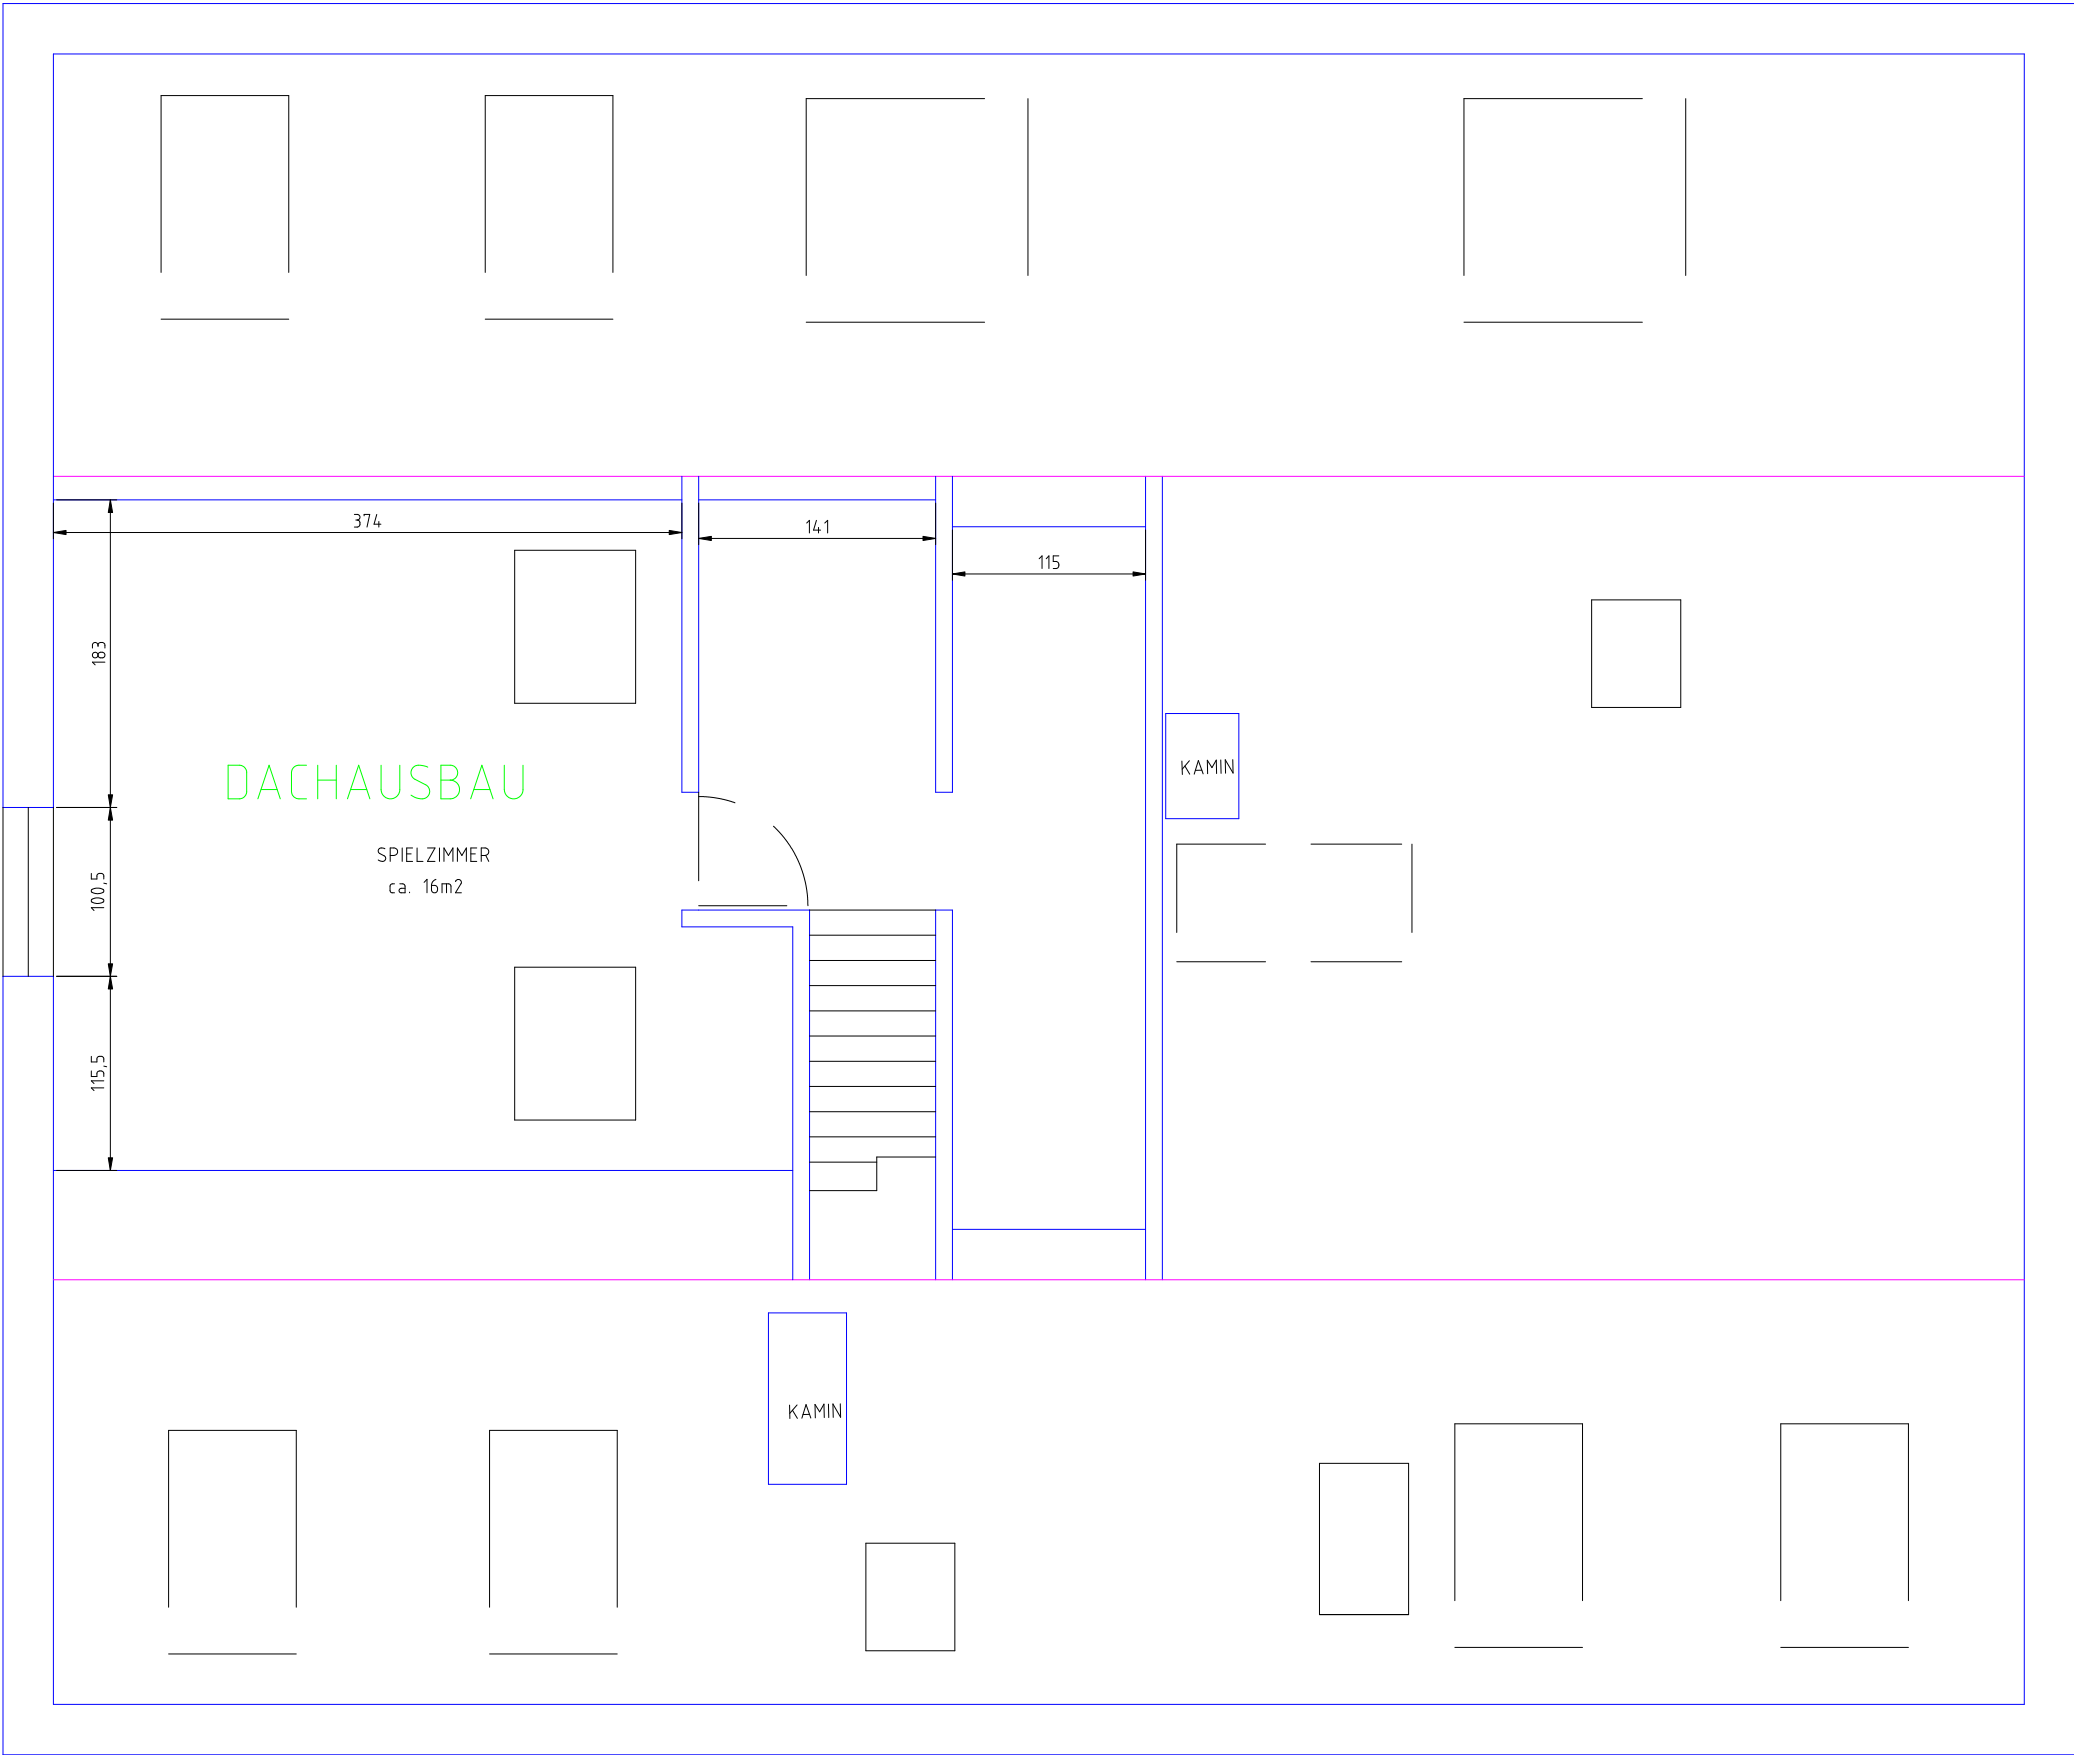 374
141
115
183
KAMIN
DACHAUSBAU
SPIELZIMMER
ca. 16m2
100,5
115,5
KAMIN